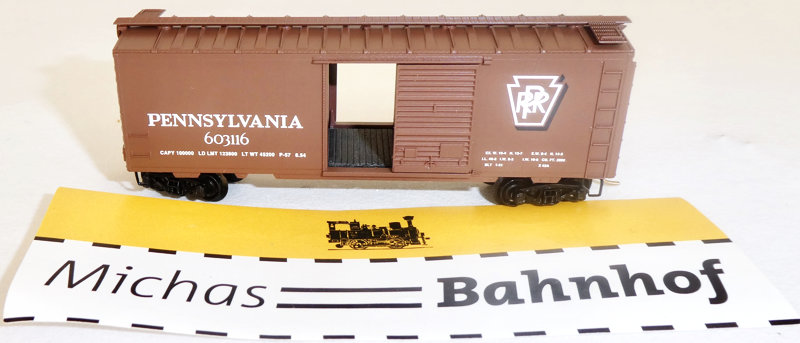 PENNSYLVANIA
603116
CAPY 100000 LD LMT 123800 LT WT 45200 P-57 8.54
PRR
Michas Bahnhof